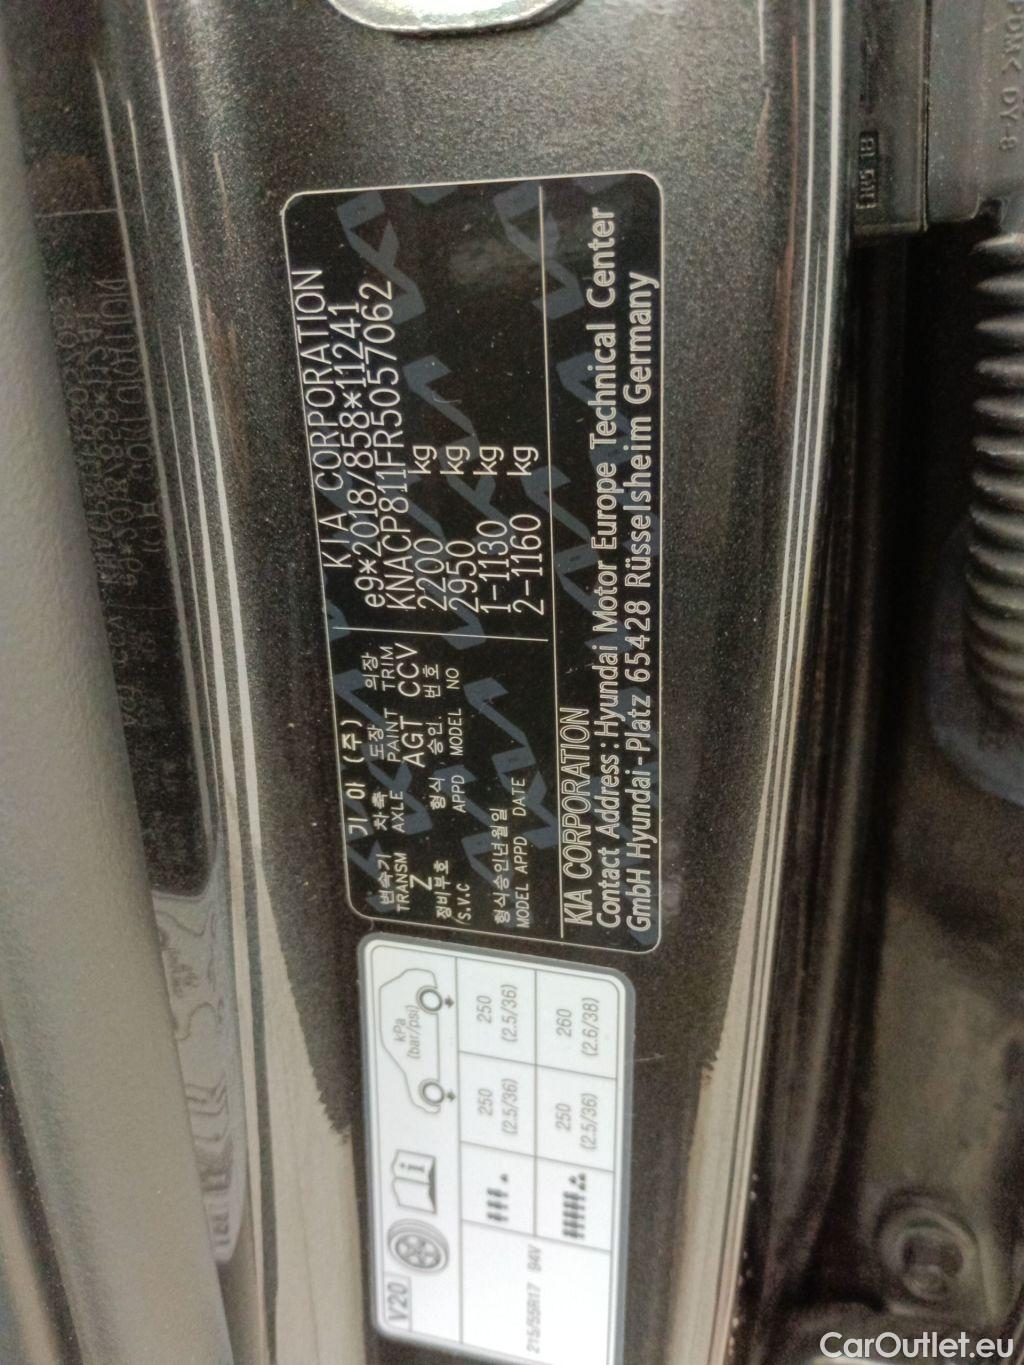 기아 (주)
KIA CORPORATION
변속기 차축 도장 의장
TRANSM AXLE PAINT TRIM
Z AGT CCV
e9*2018/858*11241
KNACP811FR5057062
정비부호 형식 승인. 번호
S.V.C APPD MODEL NO
2200 kg
2950 kg
1-1130 kg
2-1160 kg
형식승인년월일
MODEL APPD DATE
KIA CORPORATION
Contact Address : Hyundai Motor Europe Technical Center
GmbH Hyundai-Platz 65428 Rüsselsheim Germany
V20
kPa
(bar/psi)
215/55R17 94V
250
(2.5/36)
250
(2.5/36)
250
(2.5/36)
260
(2.6/38)
CarOutlet.eu